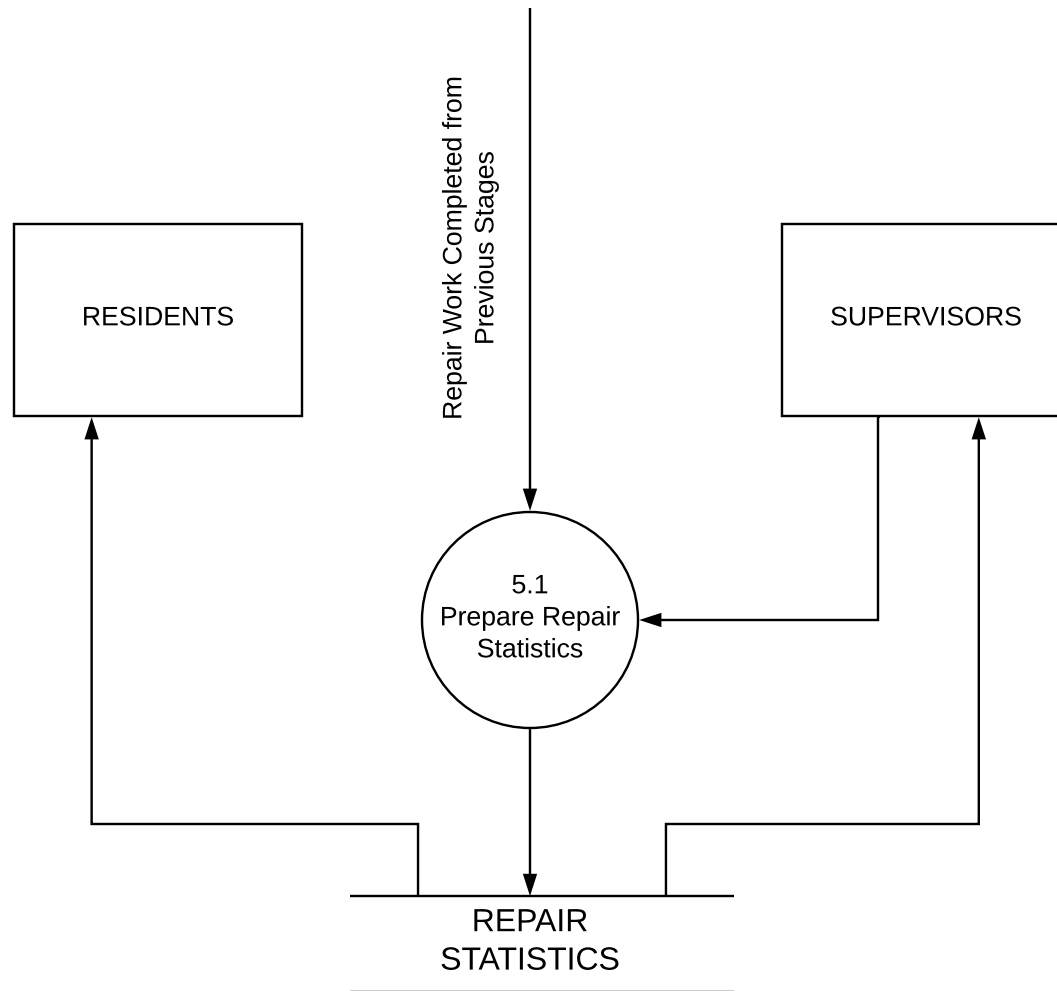 Repair Work Completed from
Previous Stages
RESIDENTS
SUPERVISORS
5.1
Prepare Repair
Statistics
REPAIR
STATISTICS